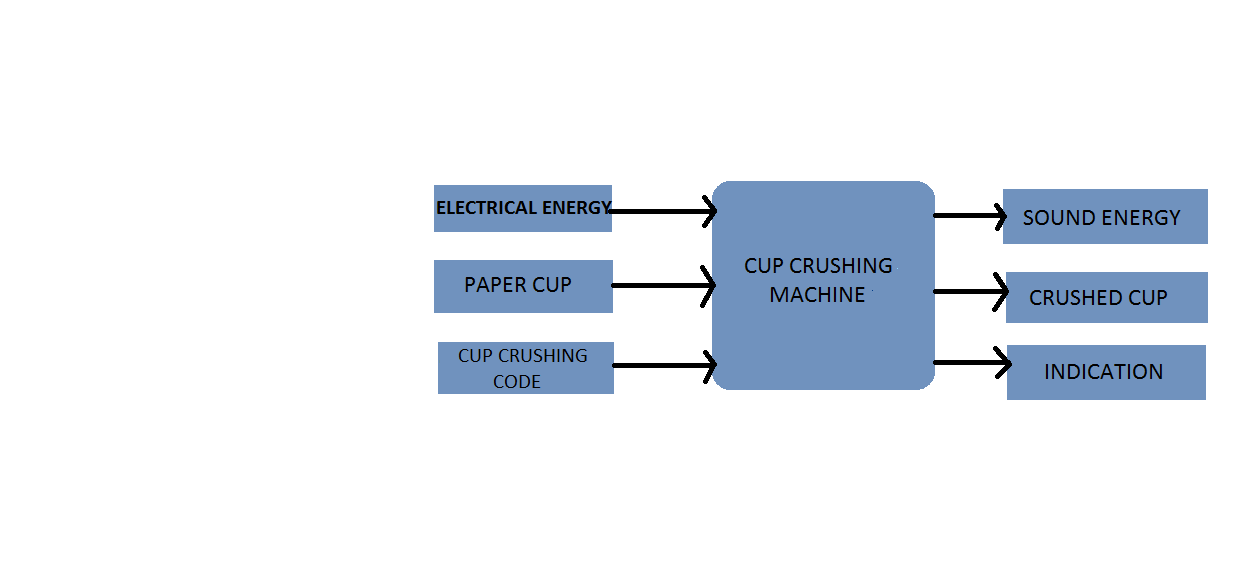 ELECTRICAL ENERGY
PAPER CUP
CUP CRUSHING
CODE
CUP CRUSHING
MACHINE
SOUND ENERGY
CRUSHED CUP
INDICATION